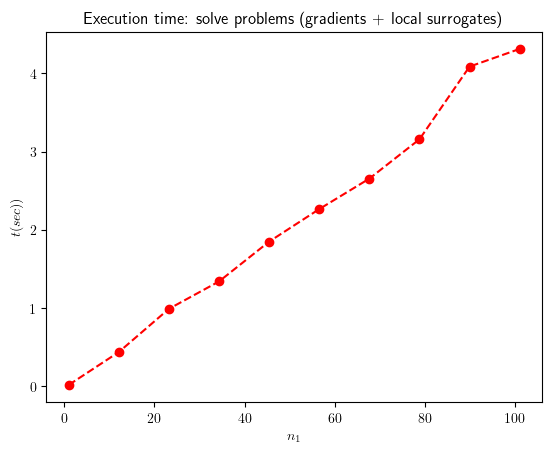 Execution time: solve problems (gradients + local surrogates)
4
3
2
1
0
t(sec))
0 20 40 60 80 100
n₁